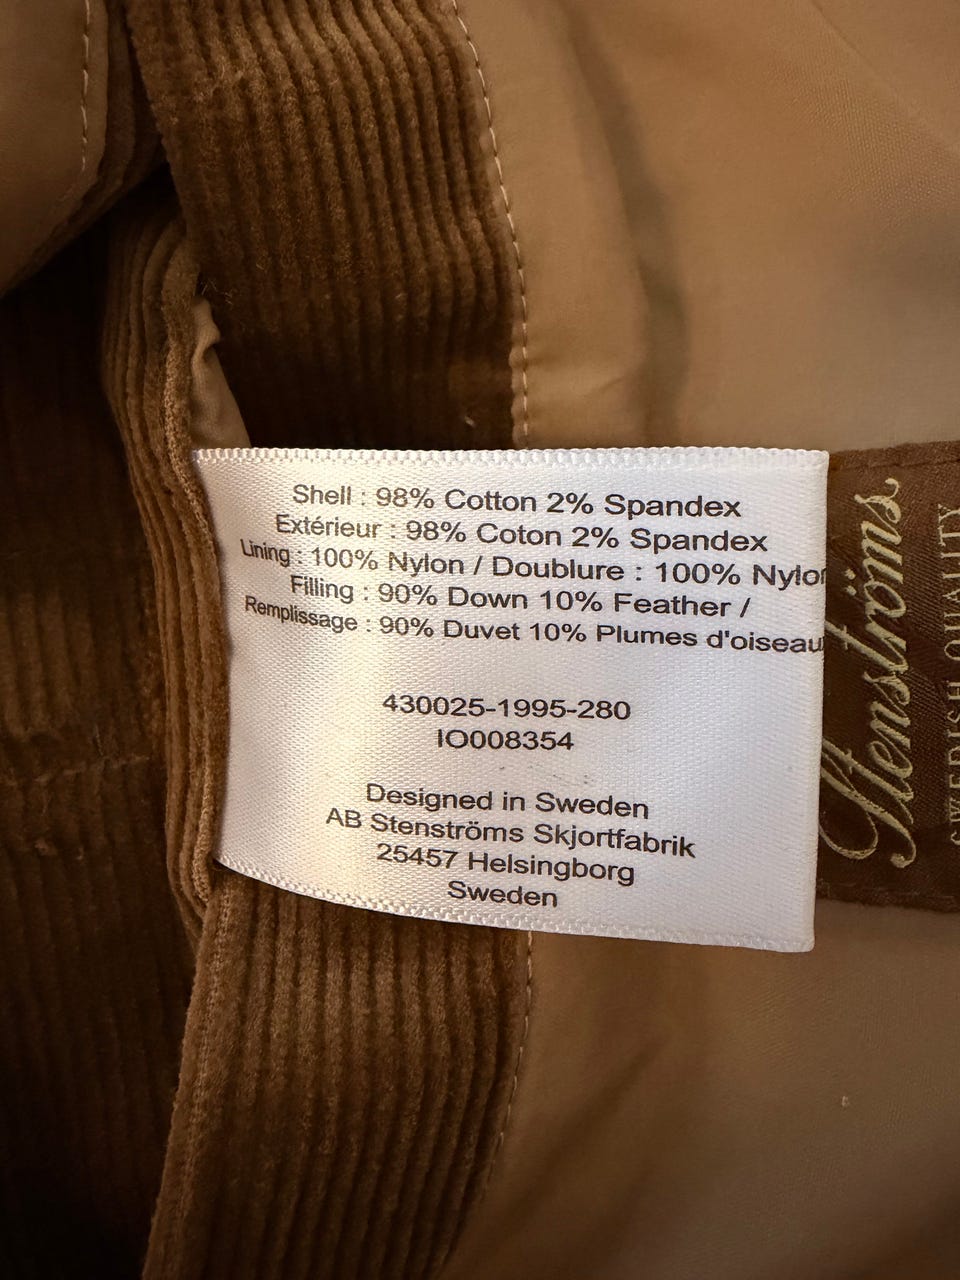 Shell : 98% Cotton 2% Spandex
Extérieur : 98% Coton 2% Spandex
Lining : 100% Nylon / Doublure : 100% Nylon
Filling : 90% Down 10% Feather /
Remplissage : 90% Duvet 10% Plumes d'oiseau
430025-1995-280
IO008354
Designed in Sweden
AB Stenströms Skjortfabrik
25457 Helsingborg
Sweden
Stenströms
SWEDISH QUALITY